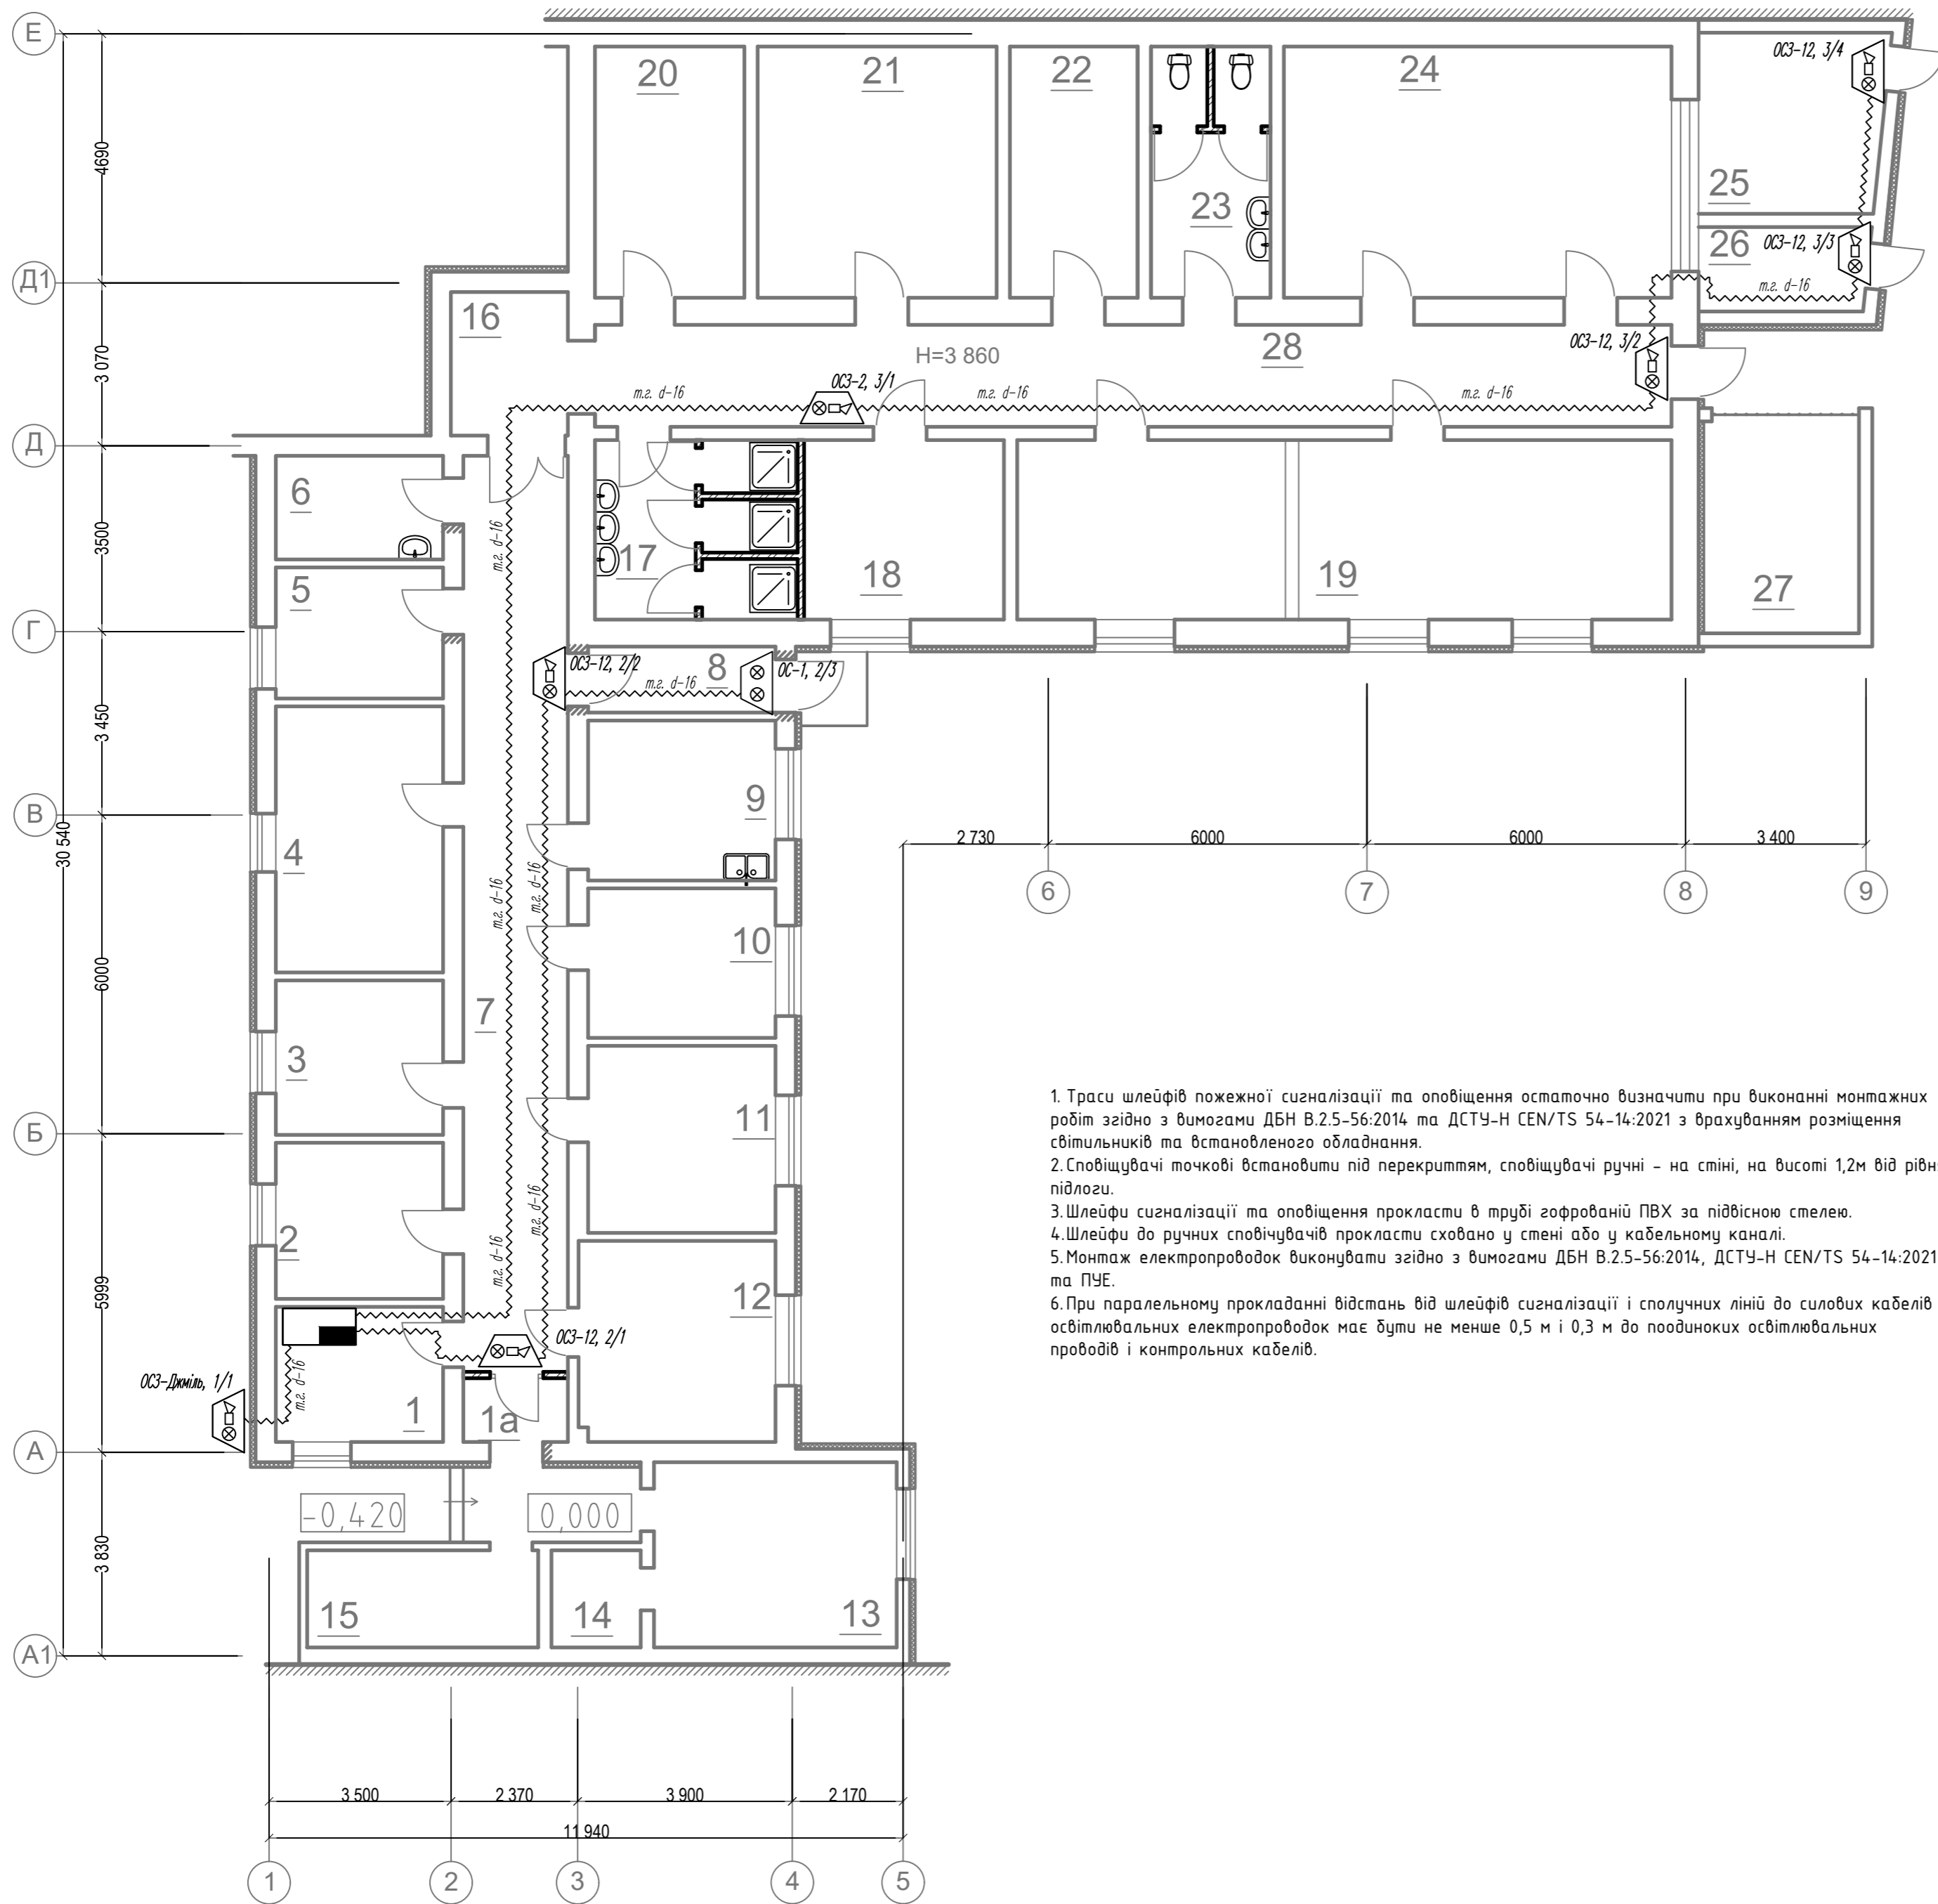 Е
ОСЗ-12, 3/4
20
21
22
24
4690
25
23
26
ОСЗ-12, 3/3
Д1
т.г. d-16
16
28
ОСЗ-12, 3/2
H=3 860
3 070
ОСЗ-2, 3/1
т.г. d-16
т.г. d-16
т.г. d-16
Д
6
3500
т.г. d-16
17
18
19
27
5
Г
ОСЗ-12, 2/2
8
ОС-1, 2/3
т.г. d-16
3 450
9
В
30 540
4
2 730
6000
6000
3 400
т.г. d-16
т.г. d-16
6
7
8
9
10
6000
7
3
11
Б
1. Траси шлейфів пожежної сигналізації та оповіщення остаточно визначити при виконанні монтажних
робіт згідно з вимогами ДБН В.2.5-56:2014 та ДСТУ-Н CEN/TS 54-14:2021 з врахуванням розміщення
світильників та встановленого обладнання.
2. Сповіщувачі точкові встановити під перекриттям, сповіщувачі ручні - на стіні, на висоті 1,2м від рівн
підлоги.
3. Шлейфи сигналізації та оповіщення прокласти в трубі гофрованій ПВХ за підвісною стелею.
4. Шлейфи до ручних сповічувачів прокласти сховано у стені або у кабельному каналі.
5. Монтаж електропроводок виконувати згідно з вимогами ДБН В.2.5-56:2014, ДСТУ-Н CEN/TS 54-14:2021
та ПУЕ.
6. При паралельному прокладанні відстань від шлейфів сигналізації і сполучних ліній до силових кабелів
освітлювальних електропроводок має бути не менше 0,5 м і 0,3 м до поодиноких освітлювальних
проводів і контрольних кабелів.
т.г. d-16
2
т.г. d-16
5999
12
ОСЗ-12, 2/1
ОСЗ-Джміль, 1/1
т.г. d-16
1
1а
А
-0,420
0,000
3 830
15
14
13
А1
3 500
2 370
3 900
2 170
11 940
1
2
3
4
5